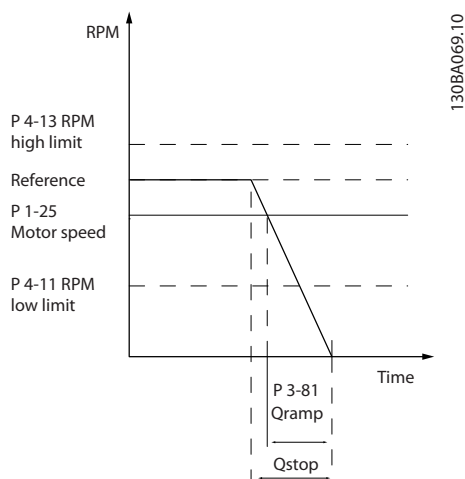 RPM
130BA069.10
P 4-13 RPM
high limit
Reference
P 1-25
Motor speed
P 4-11 RPM
low limit
Time
P 3-81
Qramp
Qstop